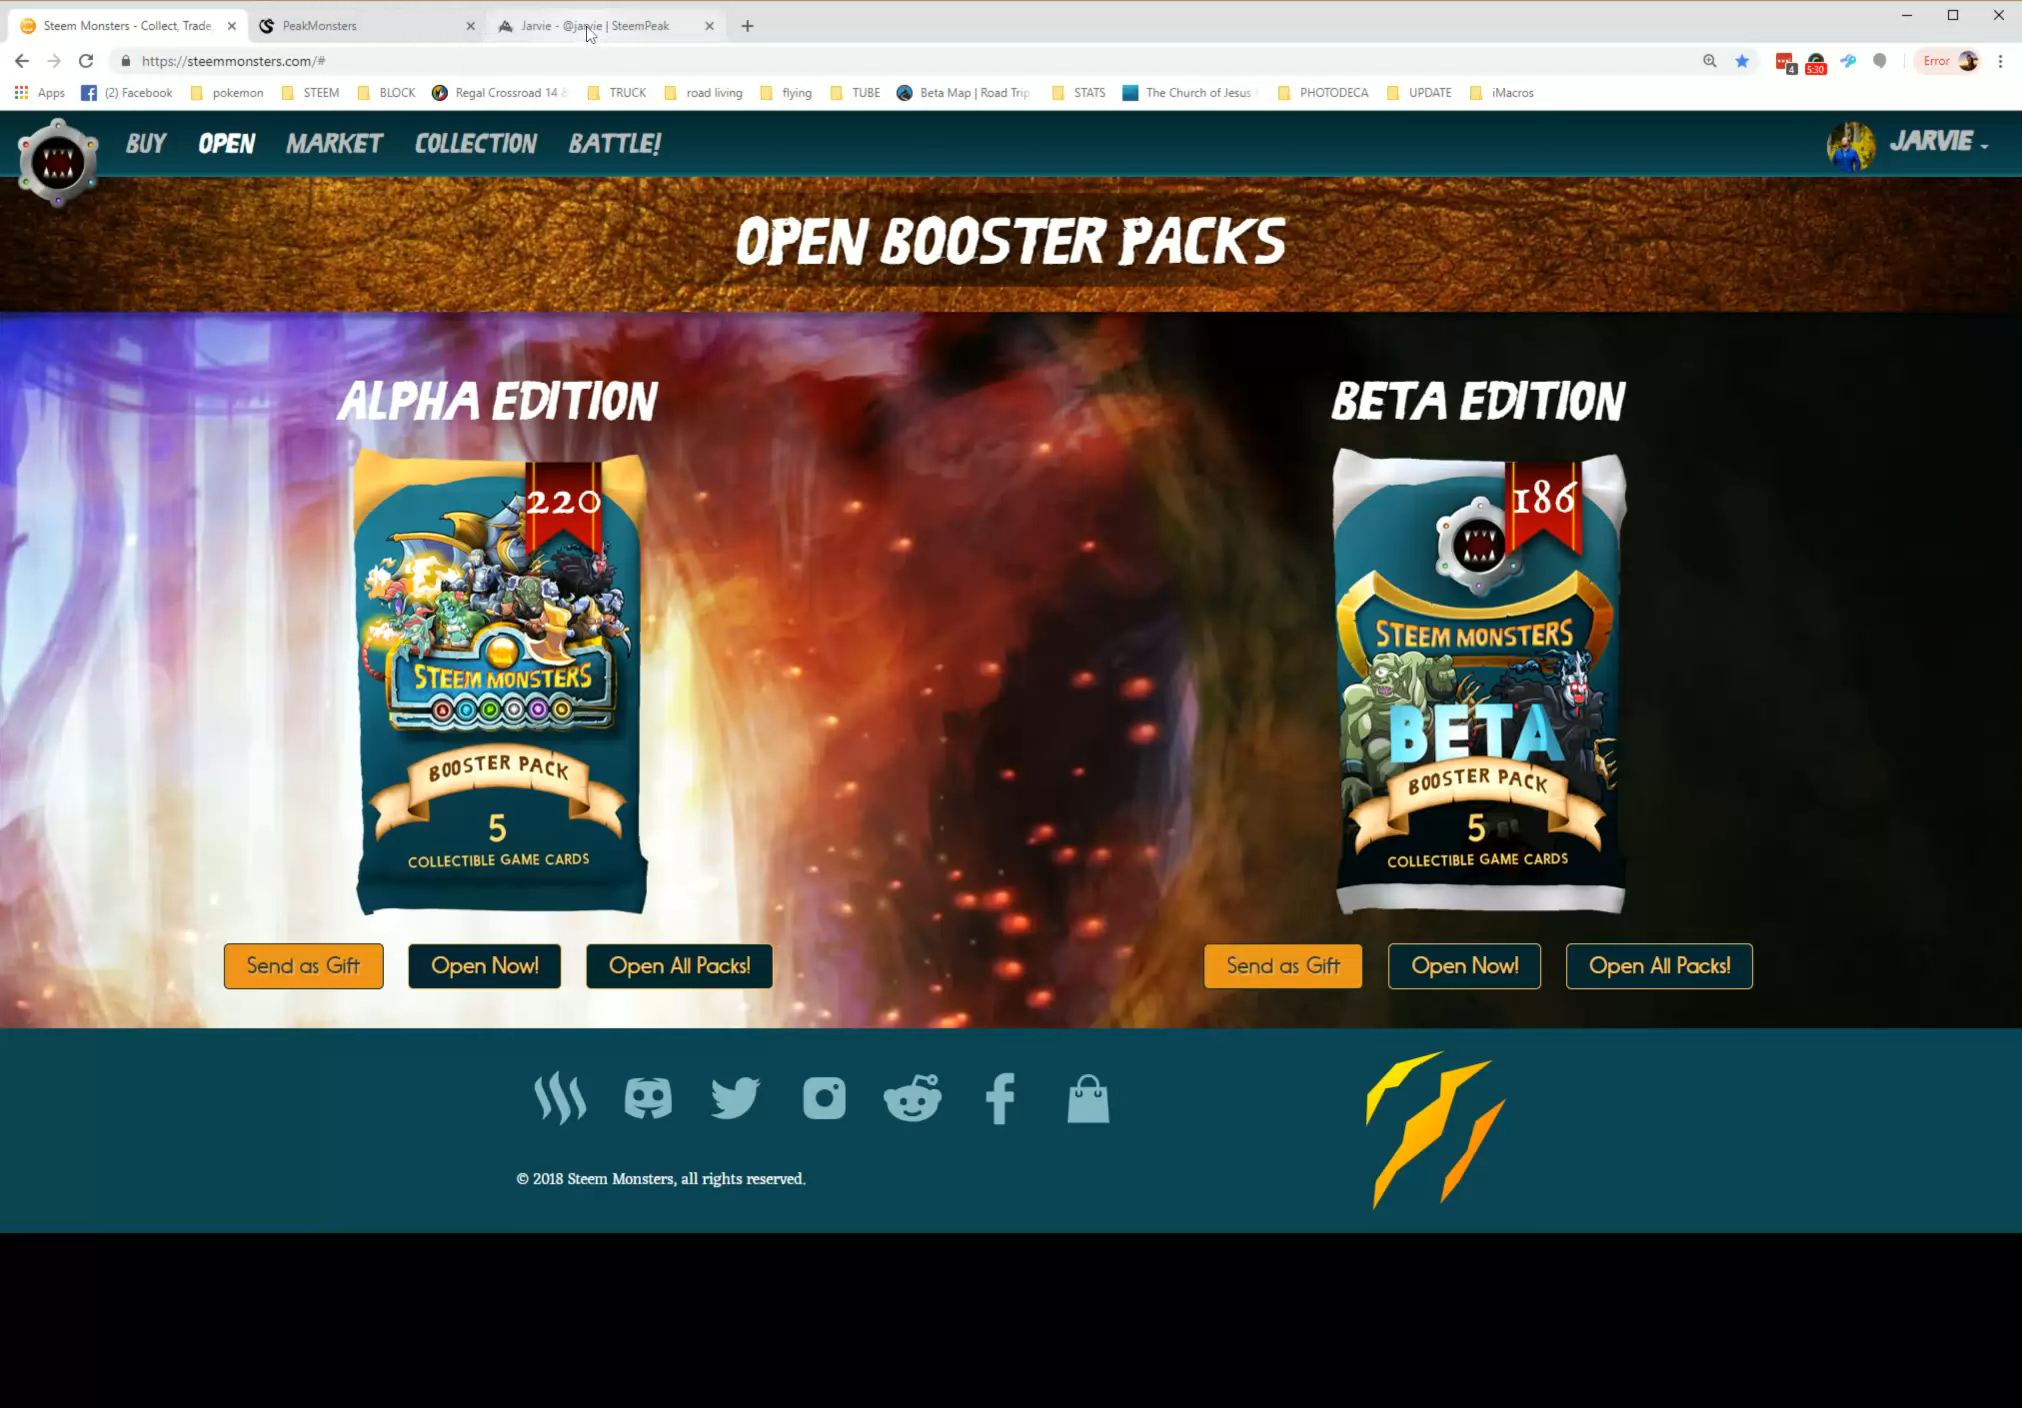 Steem Monsters - Collect, Trade
PeakMonsters
Jarvie - @jarvie | SteemPeak
https://steemmonsters.com/#
4
5:30
Error
Apps
(2) Facebook
pokemon
STEEM
BLOCK
Regal Crossroad 14
TRUCK
road living
flying
TUBE
Beta Map | Road Trip
STATS
The Church of Jesus
PHOTODECA
UPDATE
iMacros
BUY
OPEN
MARKET
COLLECTION
BATTLE!
JARVIE
OPEN BOOSTER PACKS
ALPHA EDITION
220
STEEM MONSTERS
BOOSTER PACK
5
COLLECTIBLE GAME CARDS
Send as Gift
Open Now!
Open All Packs!
BETA EDITION
186
STEEM MONSTERS
BETA
BOOSTER PACK
5
COLLECTIBLE GAME CARDS
Send as Gift
Open Now!
Open All Packs!
© 2018 Steem Monsters, all rights reserved.